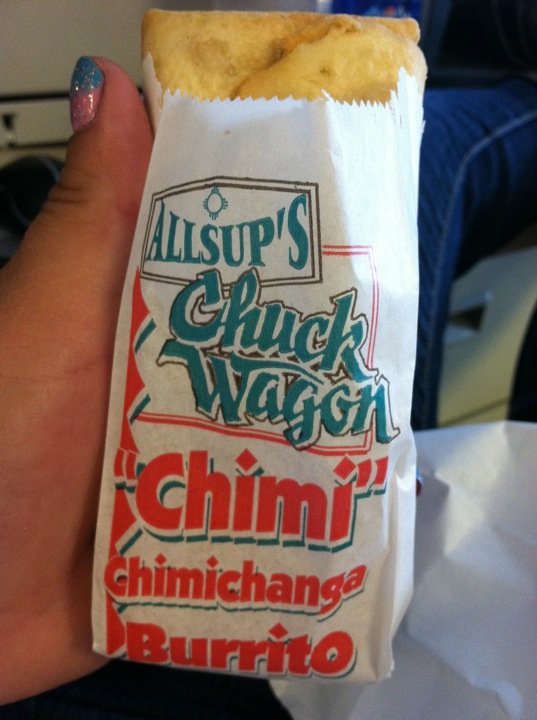 ALLSUP'S
Chuck
Wagon
"Chimi"
Chimichanga
Burrito